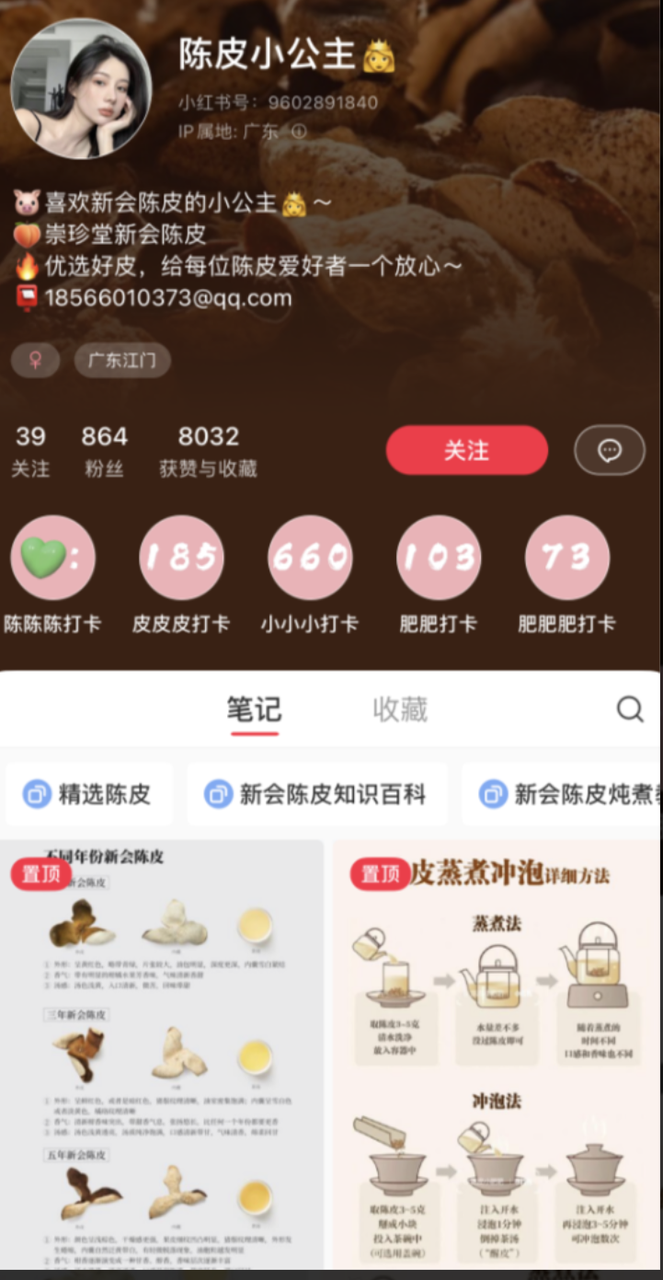 陈皮小公主👸
小红书号：9602891840
IP属地：广东
🐷喜欢新会陈皮的小公主👸～
🍑崇珍堂新会陈皮
🔥优选好皮，给每位陈皮爱好者一个放心～
📮18566010373@qq.com
♀ 广东江门
39 864 8032
关注 粉丝 获赞与收藏
关注
💚: 185 660 103 73
陈陈陈打卡 皮皮皮打卡 小小小打卡 肥肥打卡 肥肥肥打卡
笔记 收藏
精选陈皮 新会陈皮知识百科 新会陈皮炖煮
不同年份新会陈皮
置顶
新会陈皮
三年新会陈皮
五年新会陈皮
置顶
皮蒸煮冲泡详细方法
蒸煮法
取陈皮3~5克
清水洗净
放入容器中
水量差不多
没过陈皮即可
随着蒸煮的
时间不同
口感和香味也不同
冲泡法
取陈皮3~5克
掰成小块
投入茶碗中
(可选用盖碗)
注入开水
浸泡1分钟
倒掉茶汤
(“醒皮”)
注入开水
再浸泡3~5分钟
可冲泡数次